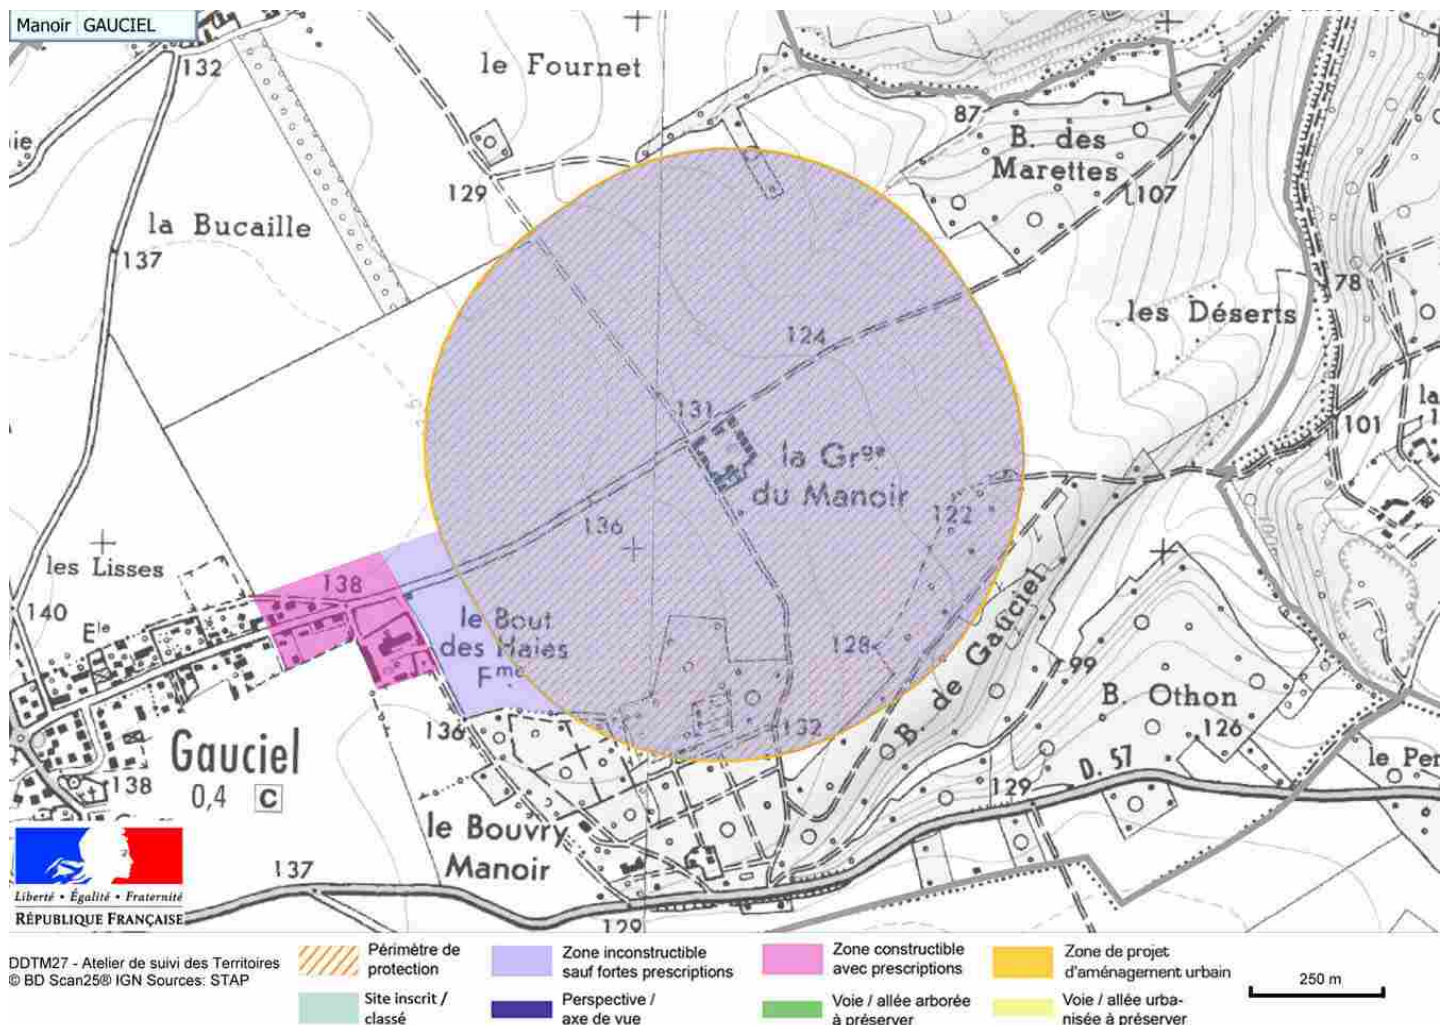 Manoir GAUCIEL
132
le Fournet
87
B. des
Marettes
129
107
la Bucaille
137
78
les Déserts
124
131
101
la Grge
du Manoir
122
136
les Lisses
138
140
Ele
le Bout
des Haies
Fme
128
B. de Gauciel
99
B. Othon
126
136
132
Gauciel
0,4 C
138
D. 57
le Per
129
le Bouvry
Manoir
137
129
Liberté • Égalité • Fraternité
RÉPUBLIQUE FRANÇAISE
DDTM27 - Atelier de suivi des Territoires
© BD Scan25® IGN Sources: STAP
Périmètre de
protection
Zone inconstructible
sauf fortes prescriptions
Zone constructible
avec prescriptions
Zone de projet
d'aménagement urbain
250 m
Site inscrit /
classé
Perspective /
axe de vue
Voie / allée arborée
à préserver
Voie / allée urba-
nisée à préserver